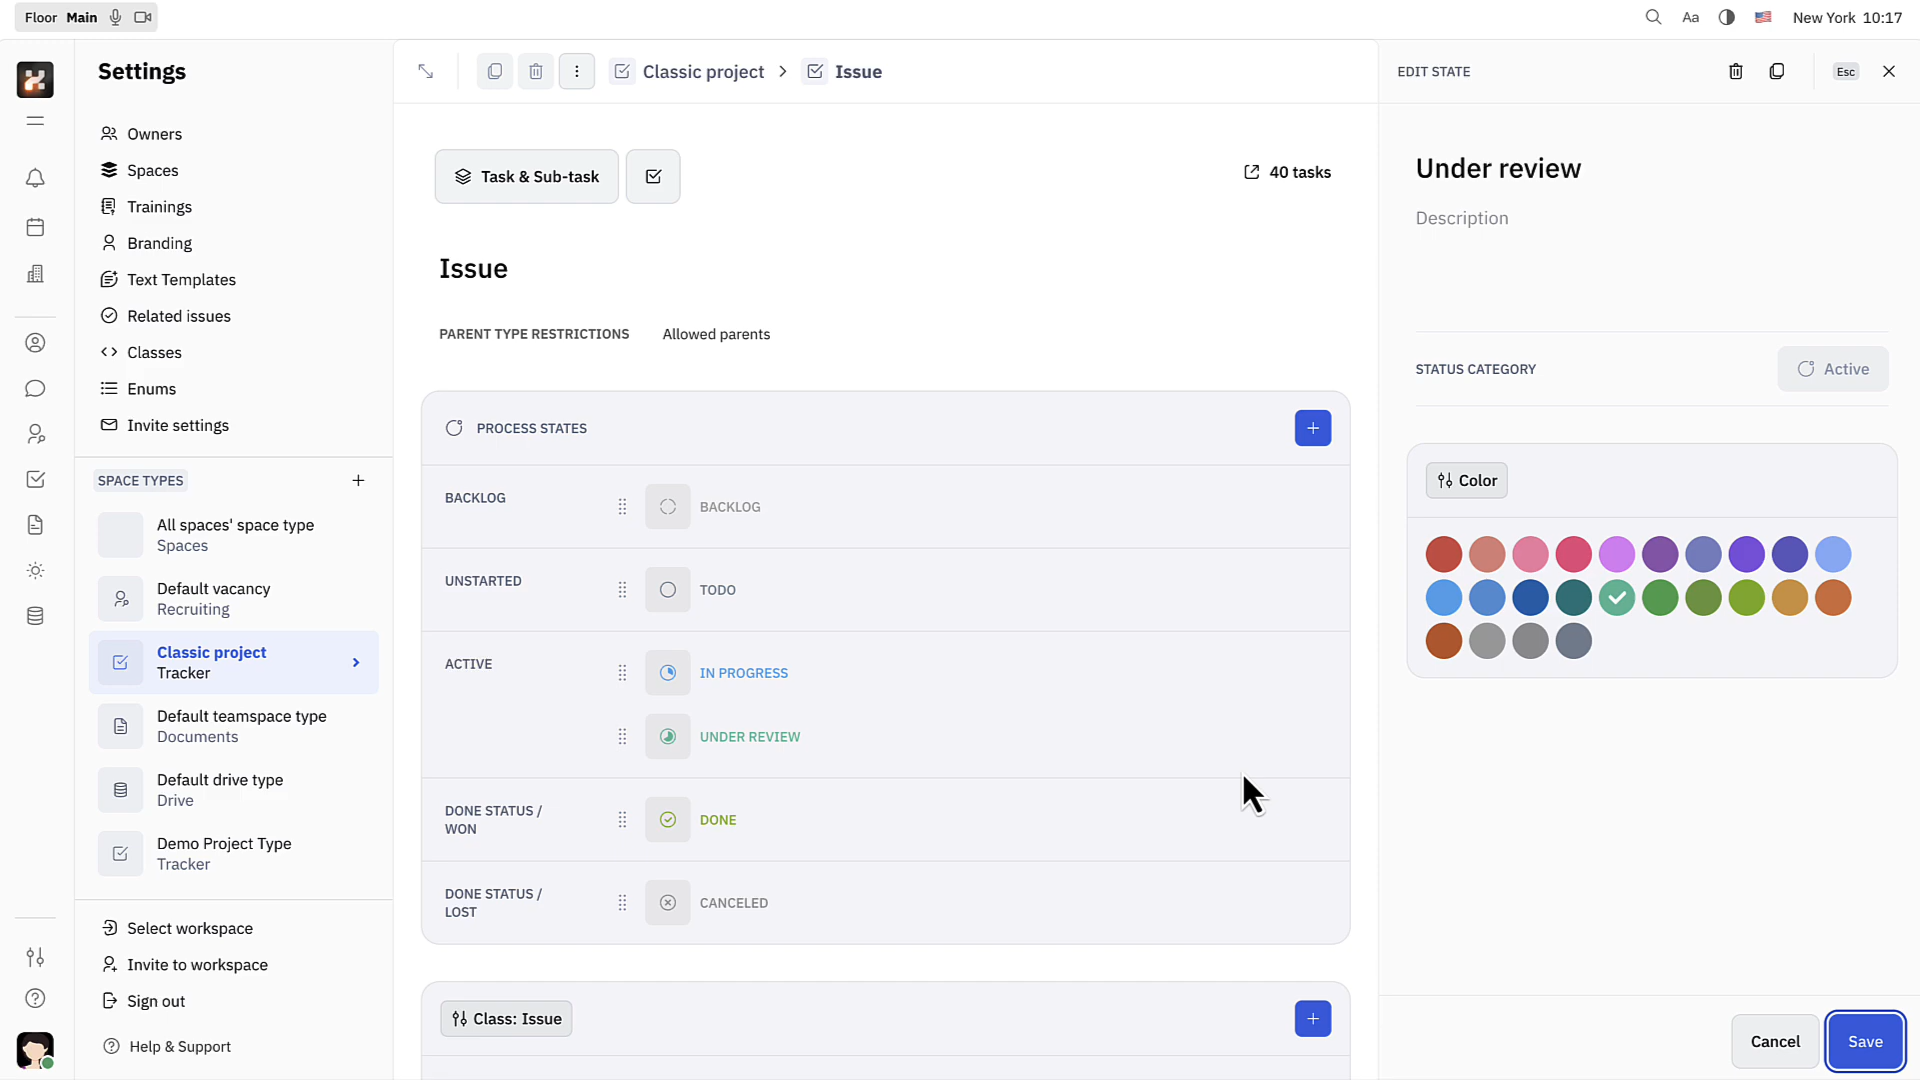 Floor Main
Aa
New York 10:17
Settings
Owners
Spaces
Trainings
Branding
Text Templates
Related issues
Classes
Enums
Invite settings
SPACE TYPES
All spaces' space type
Spaces
Default vacancy
Recruiting
Classic project
Tracker
Default teamspace type
Documents
Default drive type
Drive
Demo Project Type
Tracker
Select workspace
Invite to workspace
Sign out
Help & Support
Classic project > Issue
Task & Sub-task
40 tasks
Issue
PARENT TYPE RESTRICTIONS Allowed parents
PROCESS STATES
BACKLOG BACKLOG
UNSTARTED TODO
ACTIVE IN PROGRESS
UNDER REVIEW
DONE STATUS /
WON
DONE
DONE STATUS /
LOST
CANCELED
Class: Issue
EDIT STATE
Esc
Under review
Description
STATUS CATEGORY Active
Color
Cancel Save